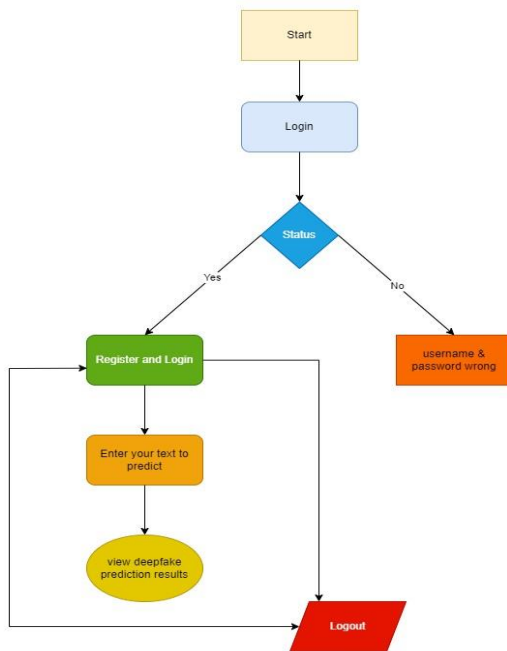 Start
Login
Status
Yes
No
Register and Login
username &
password wrong
Enter your text to
predict
view deepfake
prediction results
Logout